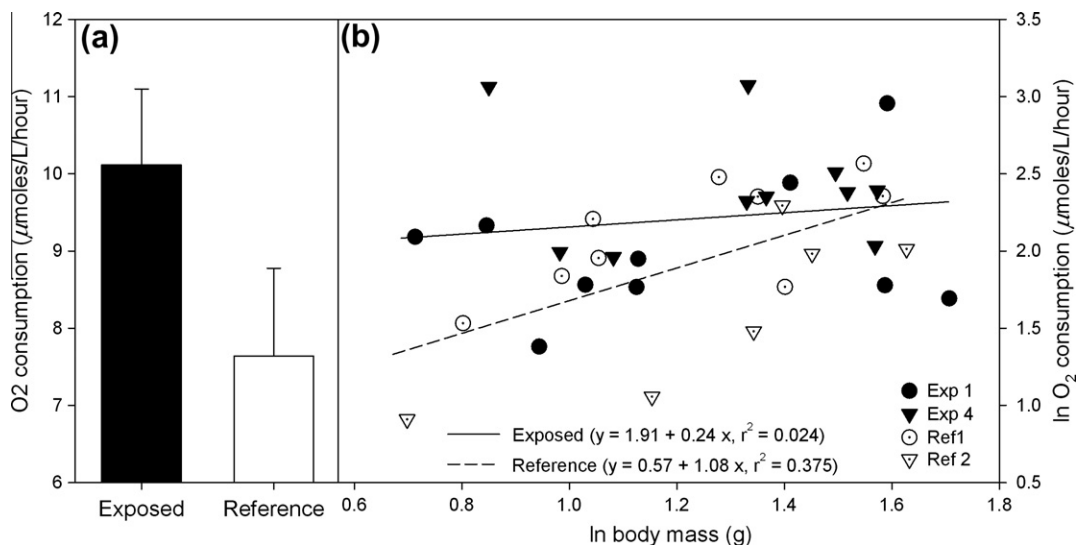 (a)
12
11
10
9
8
7
6
O2 consumption (μmoles/L/hour)
Exposed Reference
(b)
3.5
3.0
2.5
2.0
1.5
1.0
0.5
ln O₂ consumption (μmoles/L/hour)
Exp 1
Exp 4
Ref1
Ref 2
Exposed (y = 1.91 + 0.24 x, r² = 0.024)
Reference (y = 0.57 + 1.08 x, r² = 0.375)
0.6 0.8 1.0 1.2 1.4 1.6 1.8
ln body mass (g)